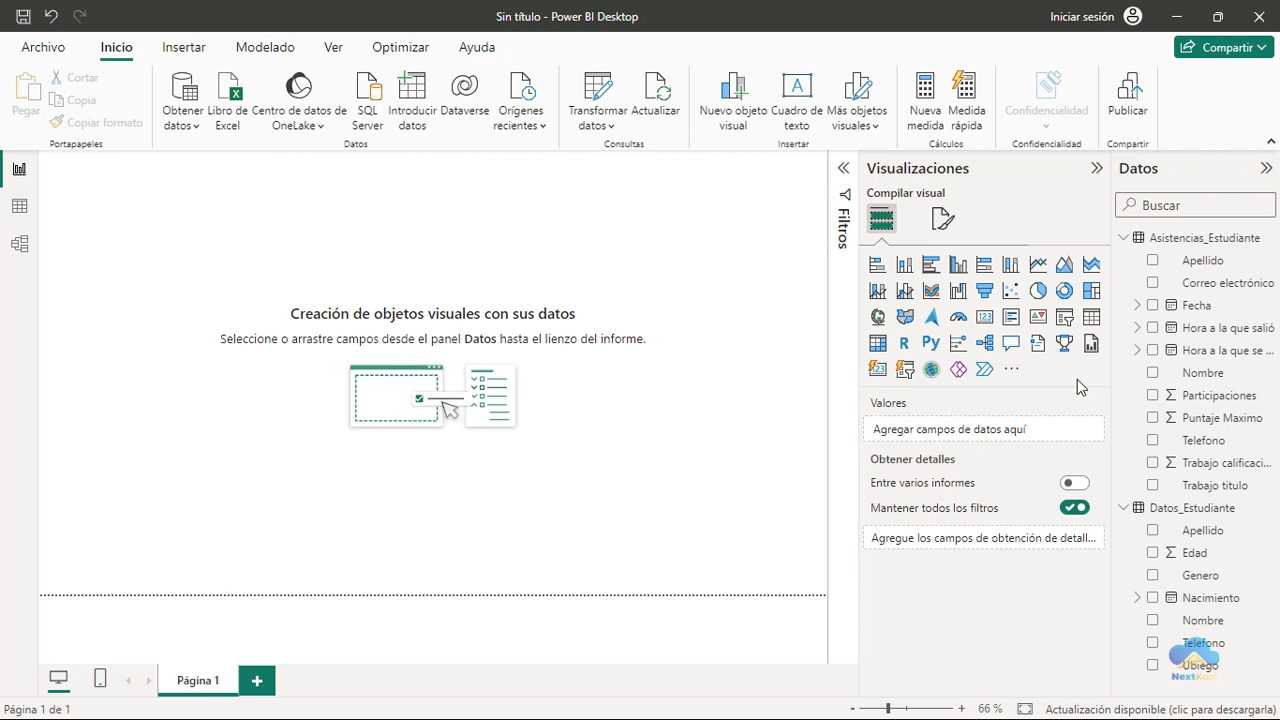 Sin título - Power BI Desktop
Iniciar sesión
Archivo
Inicio
Insertar
Modelado
Ver
Optimizar
Ayuda
Compartir
Pegar
Cortar
Copia
Copiar formato
Portapapeles
Obtener
datos
Libro de
Excel
Centro de datos de
OneLake
SQL
Server
Introducir
datos
Dataverse
Orígenes
recientes
Datos
Transformar
datos
Actualizar
Consultas
Nuevo objeto
visual
Cuadro de
texto
Más objetos
visuales
Insertar
Nueva
medida
Medida
rápida
Cálculos
Confidencialidad
Confidencialidad
Publicar
Compartir
Creación de objetos visuales con sus datos
Seleccione o arrastre campos desde el panel Datos hasta el lienzo del informe.
Filtros
Visualizaciones
Compilar visual
R
Py
123
Valores
Agregar campos de datos aquí
Obtener detalles
Entre varios informes
Mantener todos los filtros
Agregue los campos de obtención de detall...
Datos
Buscar
Asistencias_Estudiante
Apellido
Correo electrónico
Fecha
Hora a la que salió
Hora a la que se ...
Nombre
Participaciones
Puntaje Maximo
Telefono
Trabajo calificaci...
Trabajo titulo
Datos_Estudiante
Apellido
Edad
Genero
Nacimiento
Nombre
Telefono
Ubiego
NextKool
Página 1
Página 1 de 1
66 %
Actualización disponible (clic para descargarla)